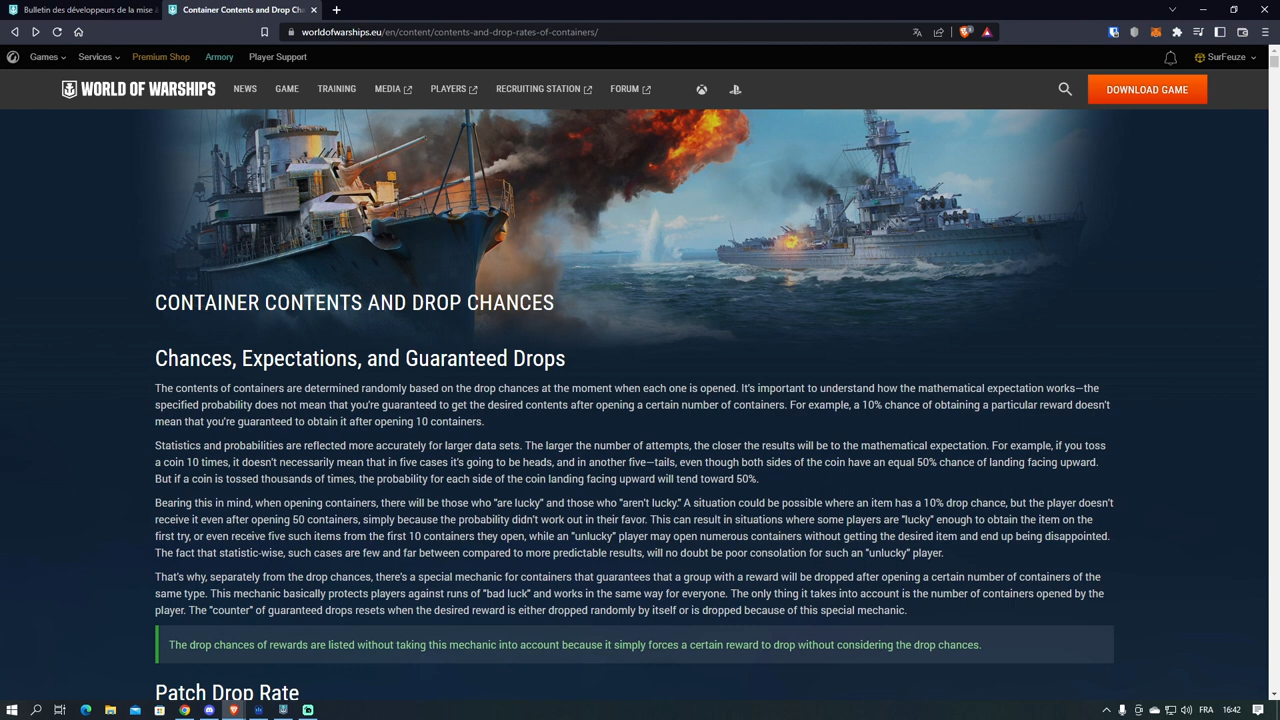 Bulletin des développeurs de la mise à
Container Contents and Drop Ch
worldofwarships.eu/en/content/contents-and-drop-rates-of-containers/
Games
Services
Premium Shop
Armory
Player Support
SurFeuze
WORLD OF WARSHIPS
NEWS
GAME
TRAINING
MEDIA
PLAYERS
RECRUITING STATION
FORUM
DOWNLOAD GAME
CONTAINER CONTENTS AND DROP CHANCES
Chances, Expectations, and Guaranteed Drops
The contents of containers are determined randomly based on the drop chances at the moment when each one is opened. It's important to understand how the mathematical expectation works—the
specified probability does not mean that you're guaranteed to get the desired contents after opening a certain number of containers. For example, a 10% chance of obtaining a particular reward doesn't
mean that you're guaranteed to obtain it after opening 10 containers.
Statistics and probabilities are reflected more accurately for larger data sets. The larger the number of attempts, the closer the results will be to the mathematical expectation. For example, if you toss
a coin 10 times, it doesn't necessarily mean that in five cases it's going to be heads, and in another five—tails, even though both sides of the coin have an equal 50% chance of landing facing upward.
But if a coin is tossed thousands of times, the probability for each side of the coin landing facing upward will tend toward 50%.
Bearing this in mind, when opening containers, there will be those who "are lucky" and those who "aren't lucky." A situation could be possible where an item has a 10% drop chance, but the player doesn't
receive it even after opening 50 containers, simply because the probability didn't work out in their favor. This can result in situations where some players are "lucky" enough to obtain the item on the
first try, or even receive five such items from the first 10 containers they open, while an "unlucky" player may open numerous containers without getting the desired item and end up being disappointed.
The fact that statistic-wise, such cases are few and far between compared to more predictable results, will no doubt be poor consolation for such an "unlucky" player.
That's why, separately from the drop chances, there's a special mechanic for containers that guarantees that a group with a reward will be dropped after opening a certain number of containers of the
same type. This mechanic basically protects players against runs of "bad luck" and works in the same way for everyone. The only thing it takes into account is the number of containers opened by the
player. The "counter" of guaranteed drops resets when the desired reward is either dropped randomly by itself or is dropped because of this special mechanic.
The drop chances of rewards are listed without taking this mechanic into account because it simply forces a certain reward to drop without considering the drop chances.
Patch Drop Rate
FRA
16:42